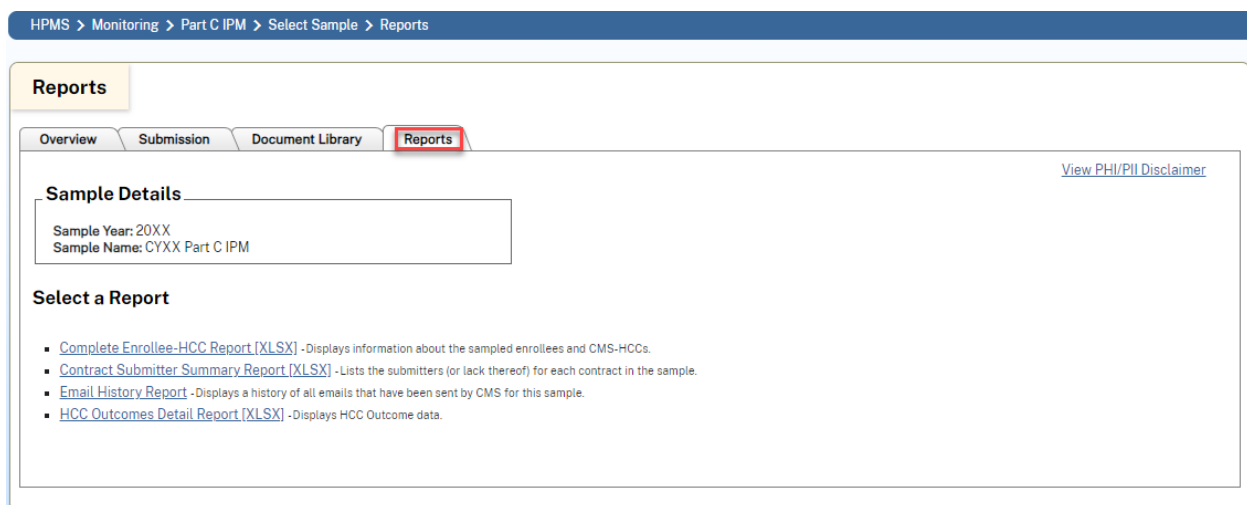 HPMS > Monitoring > Part C IPM > Select Sample > Reports
Reports
Overview Submission Document Library Reports
View PHI/PII Disclaimer
Sample Details
Sample Year: 20XX
Sample Name: CYXX Part C IPM
Select a Report
▪ Complete Enrollee-HCC Report [XLSX] -Displays information about the sampled enrollees and CMS-HCCs.
▪ Contract Submitter Summary Report [XLSX] -Lists the submitters (or lack thereof) for each contract in the sample.
▪ Email History Report -Displays a history of all emails that have been sent by CMS for this sample.
▪ HCC Outcomes Detail Report [XLSX] -Displays HCC Outcome data.